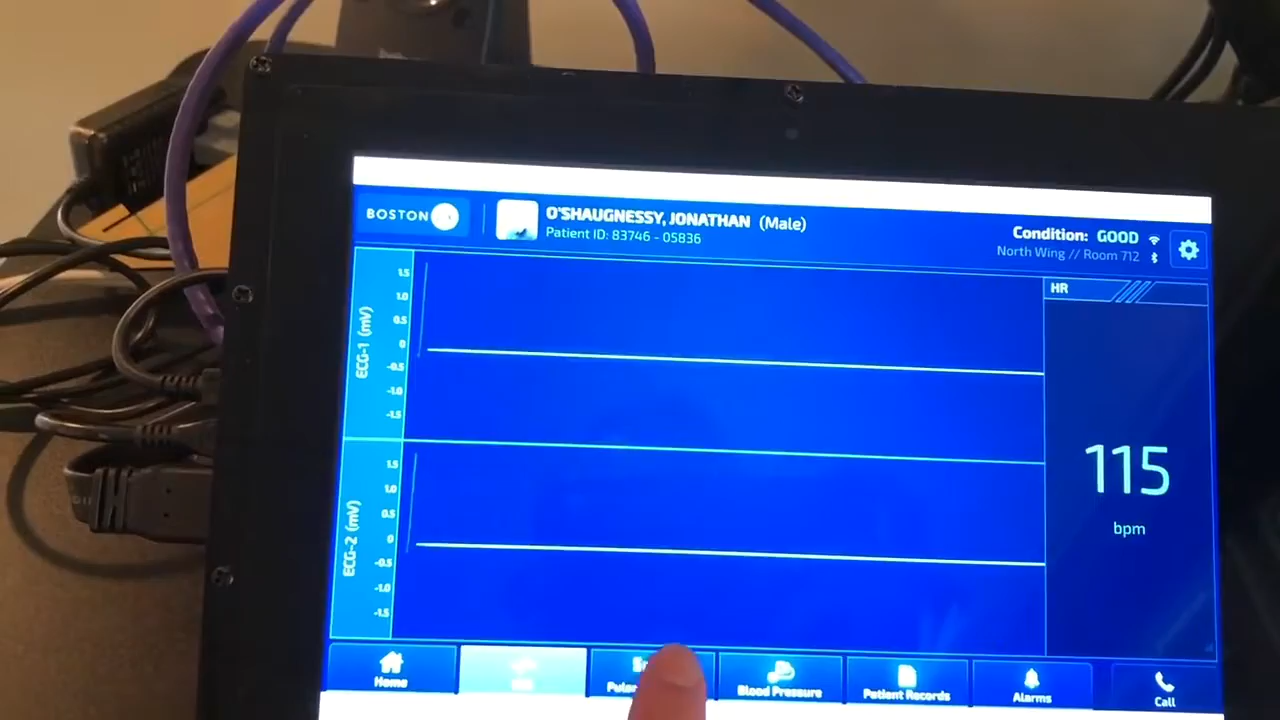 BOSTON
O'SHAUGNESSY, JONATHAN (Male)
Patient ID: 83746 - 05836
Condition: GOOD
North Wing // Room 712
ECG-1 (mV)
1.5
1.0
0.5
0
-0.5
-1.0
-1.5
HR
115
bpm
ECG-2 (mV)
1.5
1.0
0.5
0
-0.5
-1.0
-1.5
Home
Blood Pressure
Patient Records
Alarms
Call